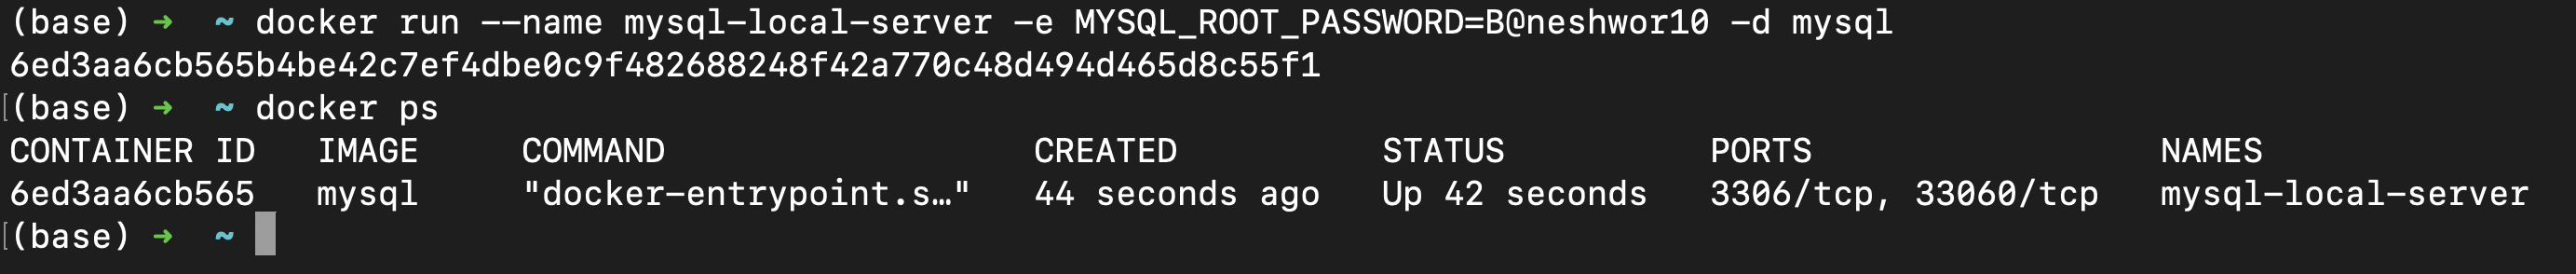 (base) ➜ ~ docker run --name mysql-local-server -e MYSQL_ROOT_PASSWORD=B@neshwor10 -d mysql
6ed3aa6cb565b4be42c7ef4dbe0c9f482688248f42a770c48d494d465d8c55f1
[(base) ➜ ~ docker ps
CONTAINER ID IMAGE COMMAND CREATED STATUS PORTS NAMES
6ed3aa6cb565 mysql "docker-entrypoint.s…" 44 seconds ago Up 42 seconds 3306/tcp, 33060/tcp mysql-local-server
[(base) ➜ ~